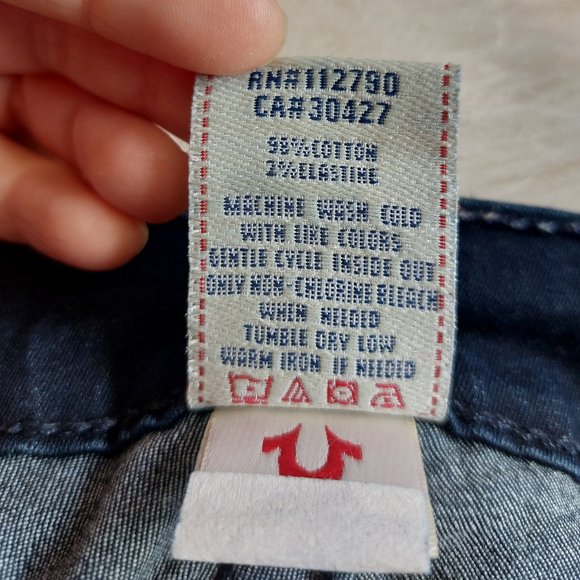 RN#112790
CA#30427
98%COTTON
2%ELASTINE
MACHINE WASH COLD
WITH LIKE COLORS
GENTLE CYCLE INSIDE OUT
ONLY NON-CHLORINE BLEACH
WHEN NEEDED
TUMBLE DRY LOW
WARM IRON IF NEEDED